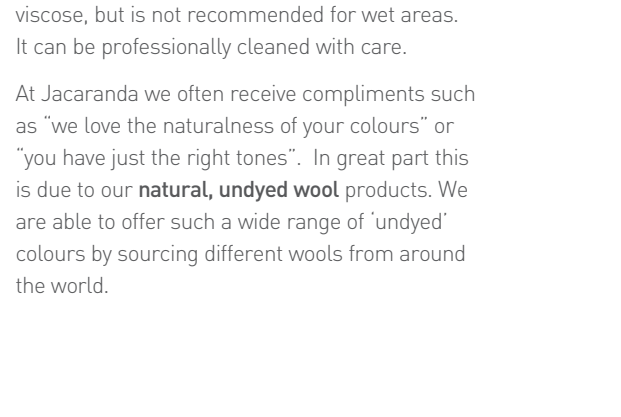 viscose, but is not recommended for wet areas.
It can be professionally cleaned with care.
At Jacaranda we often receive compliments such
as “we love the naturalness of your colours” or
“you have just the right tones”.  In great part this
is due to our natural, undyed wool products. We
are able to offer such a wide range of ‘undyed’
colours by sourcing different wools from around
the world.